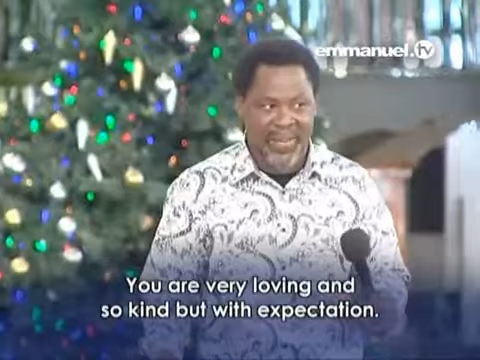 emmanuel.tv
You are very loving and
so kind but with expectation.